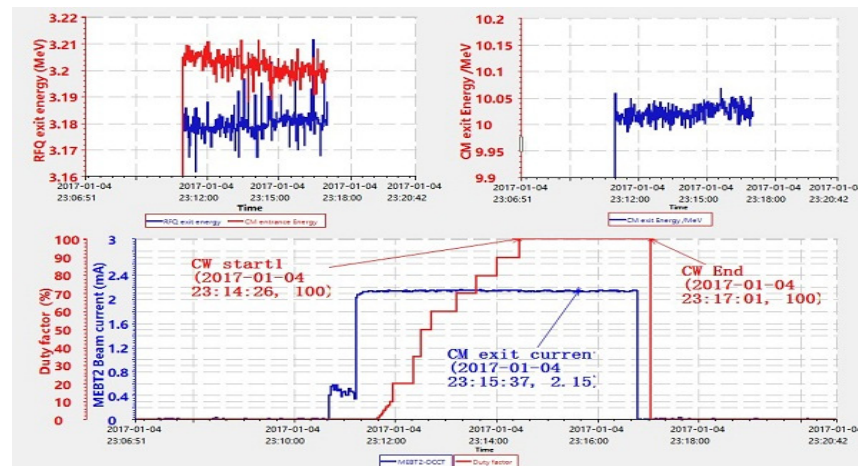 3.22
3.21
3.2
3.19
3.18
3.17
3.16
RFQ exit energy (MeV)
2017-01-04 2017-01-04 2017-01-04 2017-01-04 2017-01-04
23:06:51 23:12:00 23:15:00 23:18:00 23:20:42
Time
RFQ exit energy CM entrance Energy
10.2
10.15
10.1
10.05
10
9.95
9.9
CM exit Energy /MeV
2017-01-04 2017-01-04 2017-01-04 2017-01-04 2017-01-04
23:06:51 23:12:00 23:15:00 23:18:00 23:20:42
Time
CM exit Energy /MeV
100
90
80
70
60
50
40
30
20
10
0
Duty factor (%)
3
2.4
2
1.6
1.2
0.8
0.4
0
MEBT2 Beam current (mA)
CW start1
(2017-01-04
23:14:26, 100)
CW End
(2017-01-04
23:17:01, 100)
CM exit curren
(2017-01-04
23:15:37, 2.15)
2017-01-04 2017-01-04 2017-01-04 2017-01-04 2017-01-04 2017-01-04 2017-01-04
23:06:51 23:10:00 23:12:00 23:14:00 23:16:00 23:18:00 23:20:42
Time
MEBT2-DCCT Duty factor